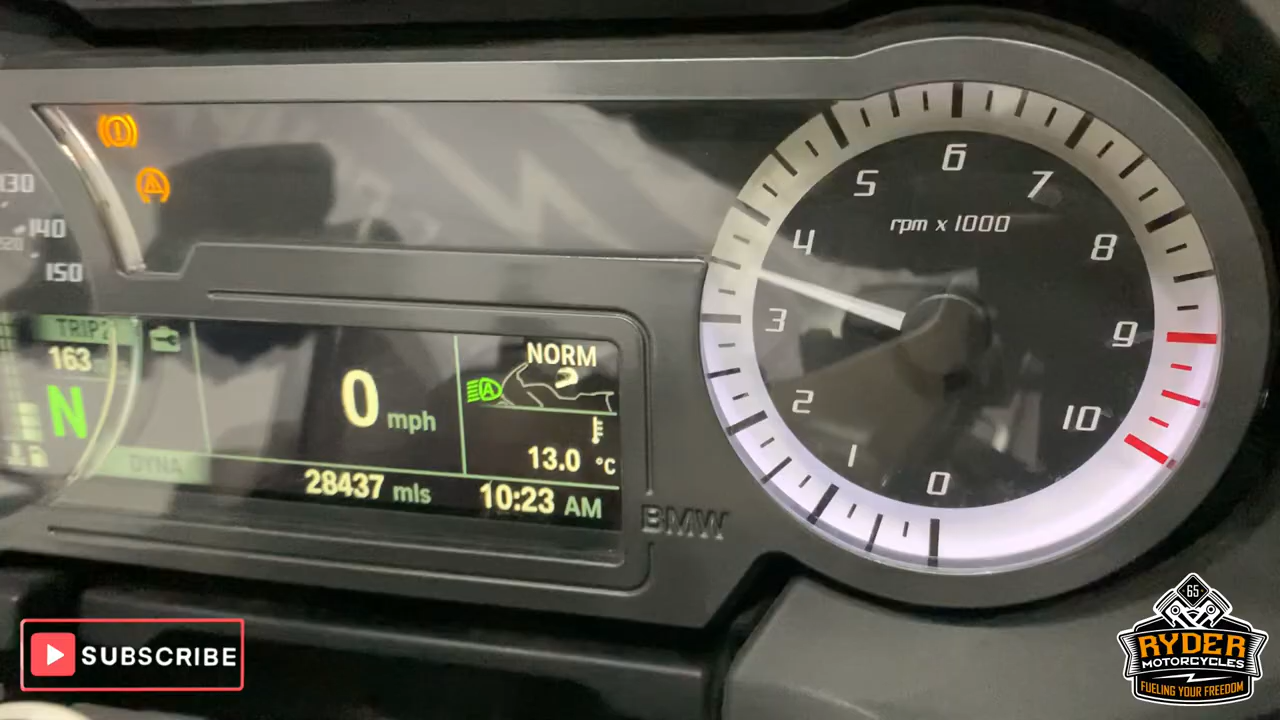 130
140
220
150
TRIP2
163
N
DYNA
0 mph
28437 mls
NORM
A
13.0 °C
10:23 AM
BMW
rpm x 1000
0
1
2
3
4
5
6
7
8
9
10
SUBSCRIBE
65
RYDER
MOTORCYCLES
FUELING YOUR FREEDOM